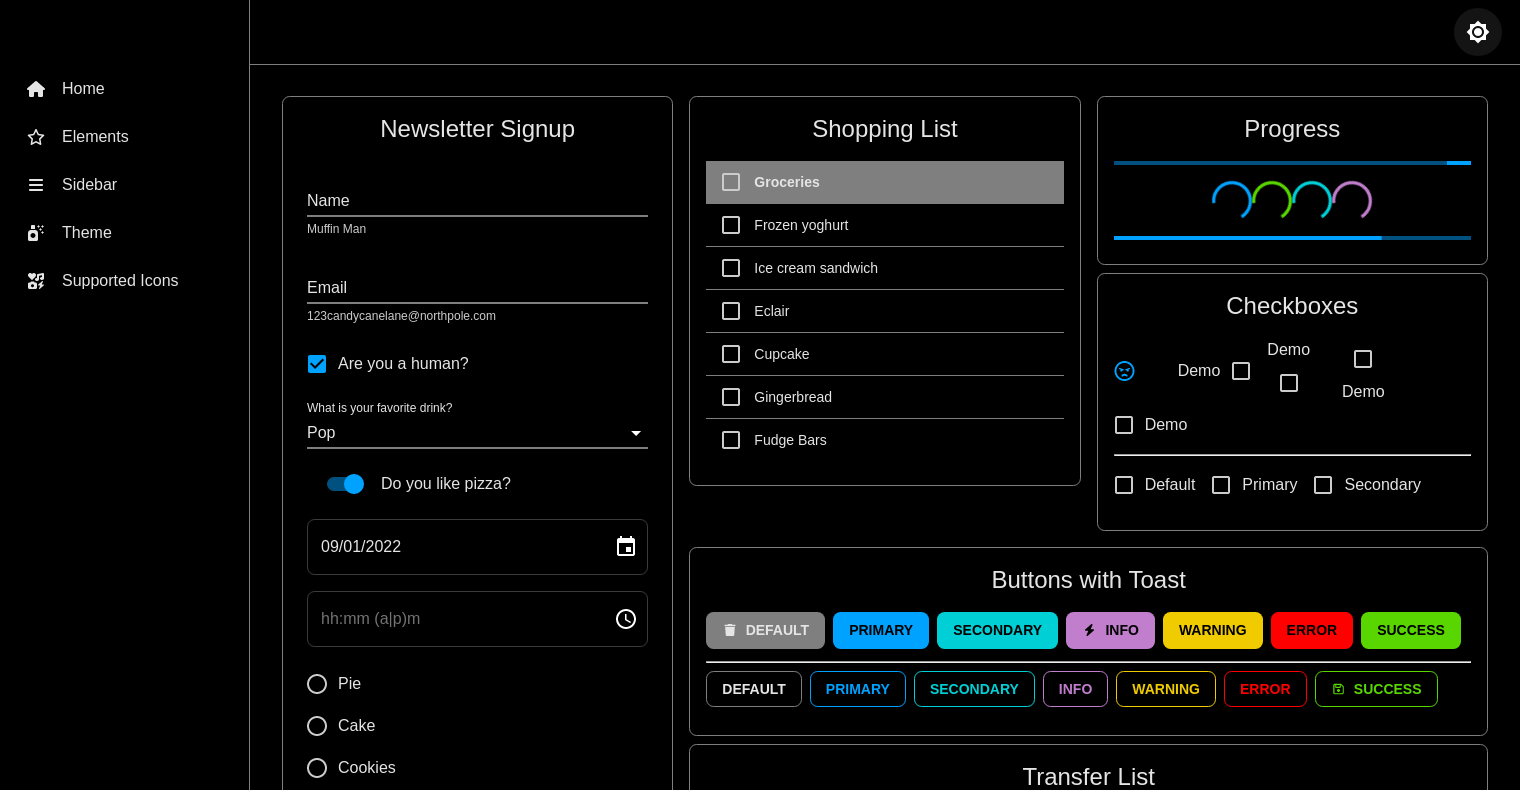 Home
Elements
Sidebar
Theme
Supported Icons
Newsletter Signup
Name
Muffin Man
Email
123candycanelane@northpole.com
Are you a human?
What is your favorite drink?
Pop
Do you like pizza?
09/01/2022
hh:mm (a|p)m
Pie
Cake
Cookies
Shopping List
Groceries
Frozen yoghurt
Ice cream sandwich
Eclair
Cupcake
Gingerbread
Fudge Bars
Progress
Checkboxes
Demo
Demo
Demo
Demo
Default Primary Secondary
Buttons with Toast
DEFAULT PRIMARY SECONDARY INFO WARNING ERROR SUCCESS
DEFAULT PRIMARY SECONDARY INFO WARNING ERROR SUCCESS
Transfer List